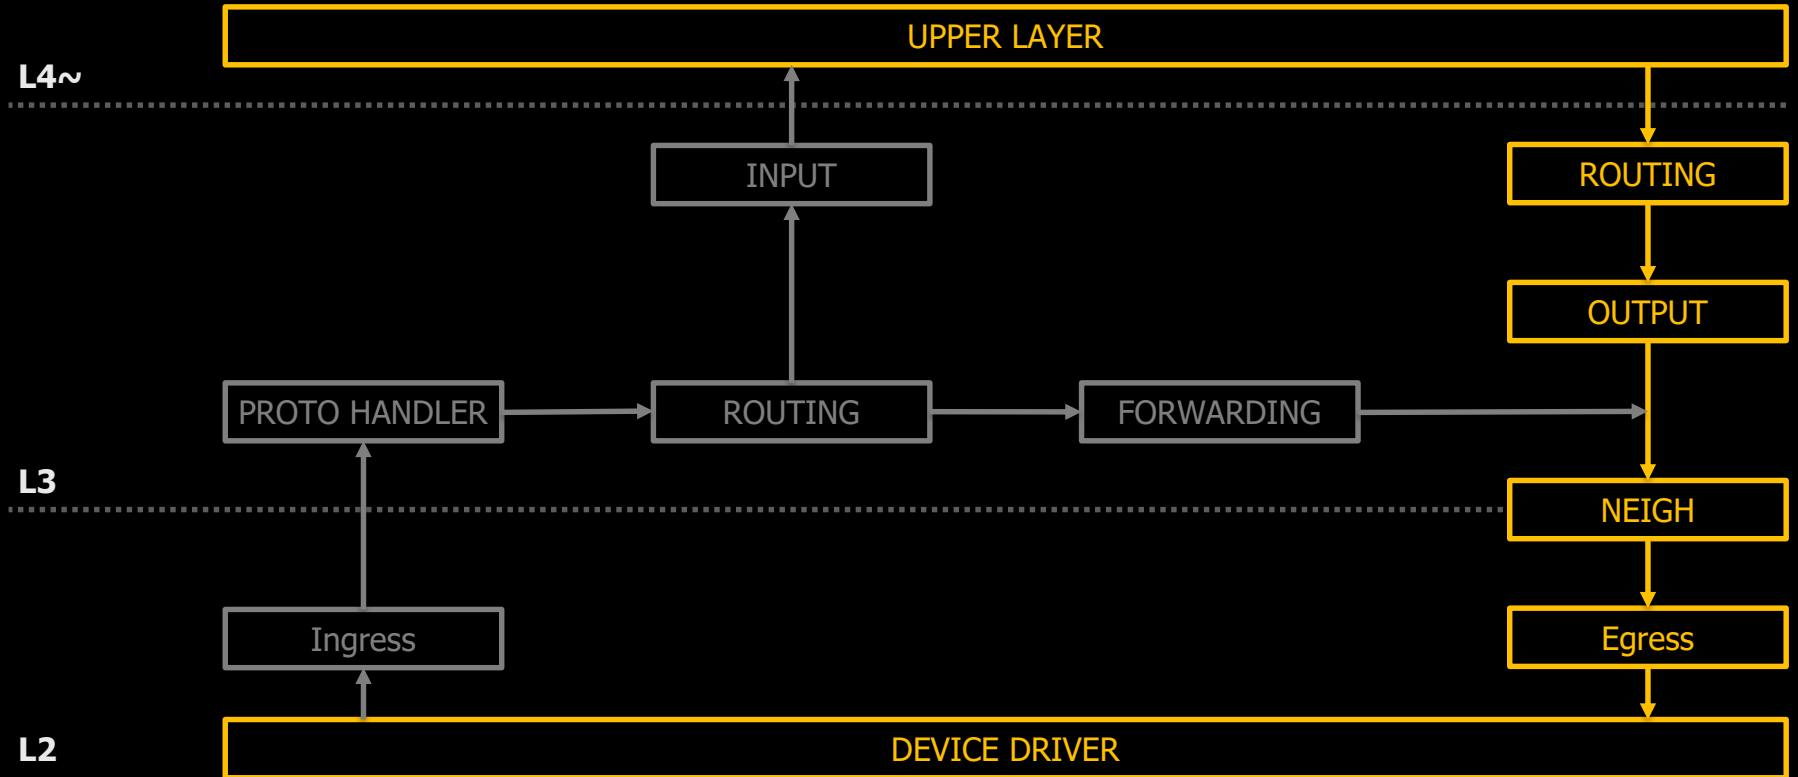 UPPER LAYER
L4~
INPUT
ROUTING
OUTPUT
PROTO HANDLER
ROUTING
FORWARDING
L3
NEIGH
Ingress
Egress
L2
DEVICE DRIVER